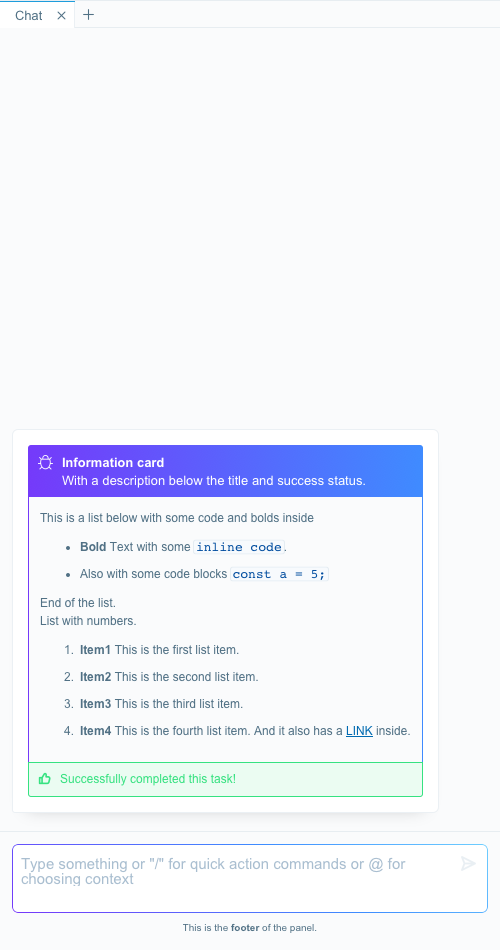 Chat
Information card
With a description below the title and success status.
This is a list below with some code and bolds inside
• Bold Text with some inline code.
• Also with some code blocks const a = 5;
End of the list.
List with numbers.
1. Item1 This is the first list item.
2. Item2 This is the second list item.
3. Item3 This is the third list item.
4. Item4 This is the fourth list item. And it also has a LINK inside.
Successfully completed this task!
Type something or "/" for quick action commands or @ for
choosing context
This is the footer of the panel.